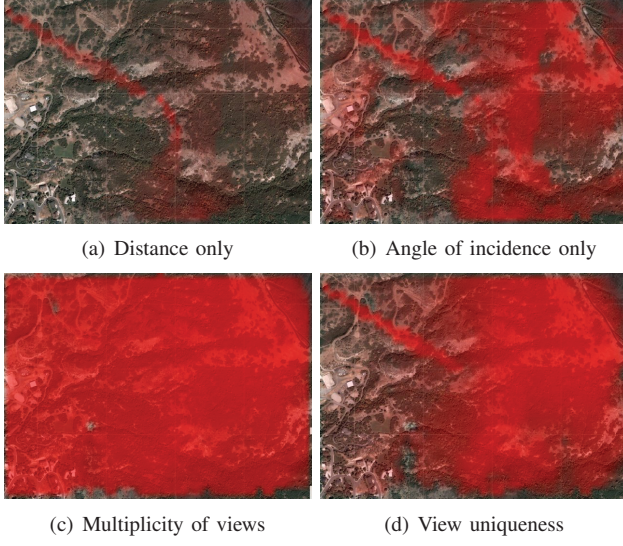 (a) Distance only
(b) Angle of incidence only
(c) Multiplicity of views
(d) View uniqueness